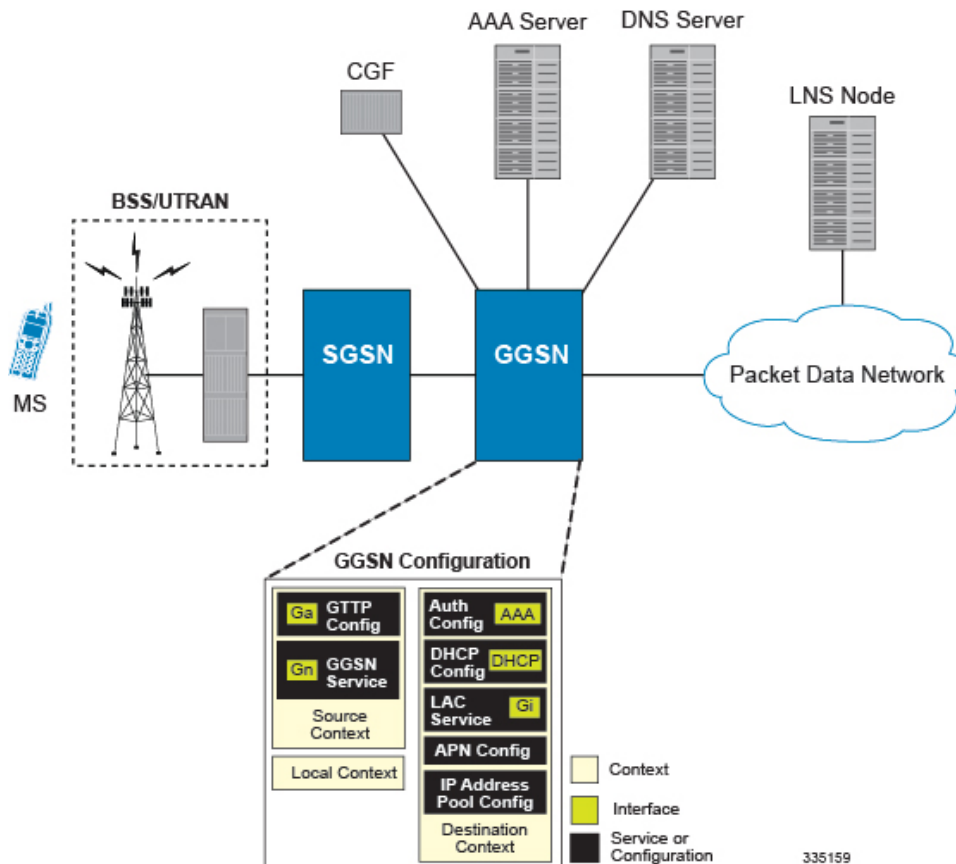 AAA Server
DNS Server
CGF
LNS Node
BSS/UTRAN
MS
SGSN
GGSN
Packet Data Network
GGSN Configuration
Ga
GTTP
Config
Gn
GGSN
Service
Source
Context
Local Context
Auth
Config
AAA
DHCP
Config
DHCP
LAC
Service
Gi
APN Config
IP Address
Pool Config
Destination
Context
Context
Interface
Service or
Configuration
335159